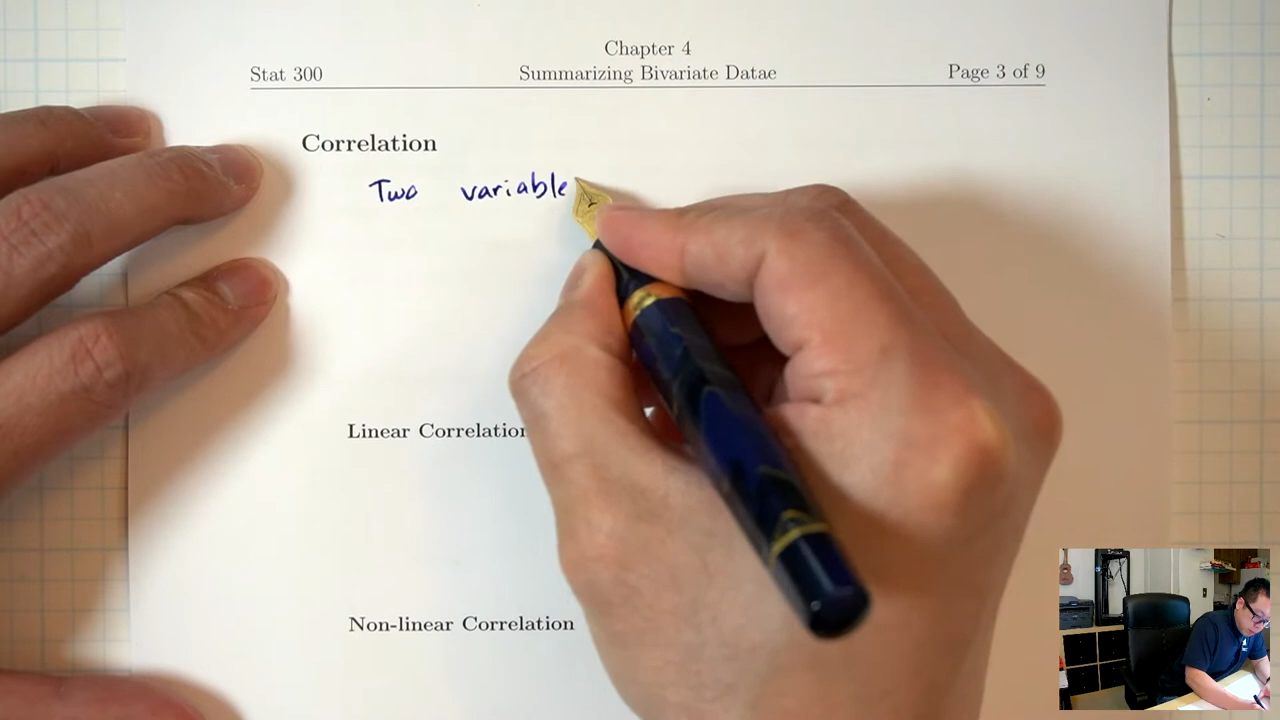 Chapter 4
Stat 300 Summarizing Bivariate Datae Page 3 of 9
Correlation
Two variable
Linear Correlation
Non-linear Correlation